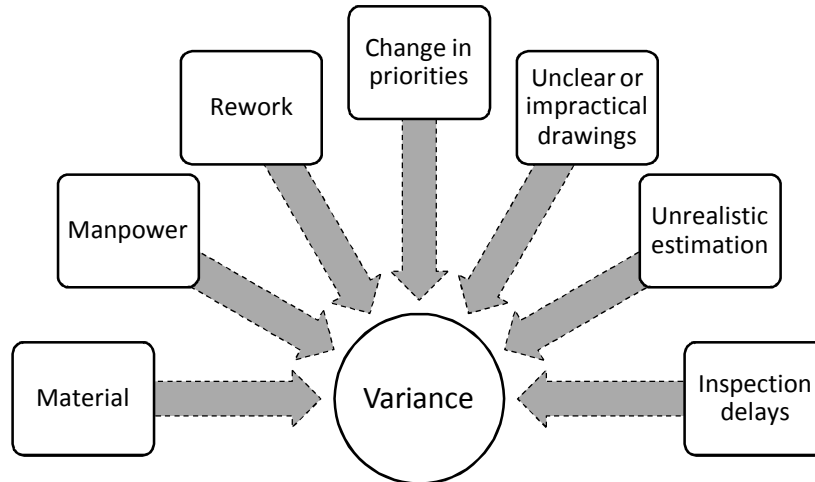 Change in
priorities
Rework
Unclear or
impractical
drawings
Manpower
Unrealistic
estimation
Material
Variance
Inspection
delays